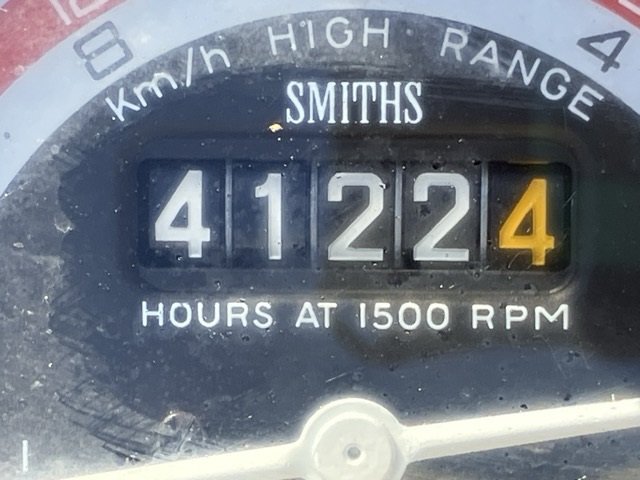 8
4
Km/h HIGH RANGE
SMITHS
41224
HOURS AT 1500 RPM